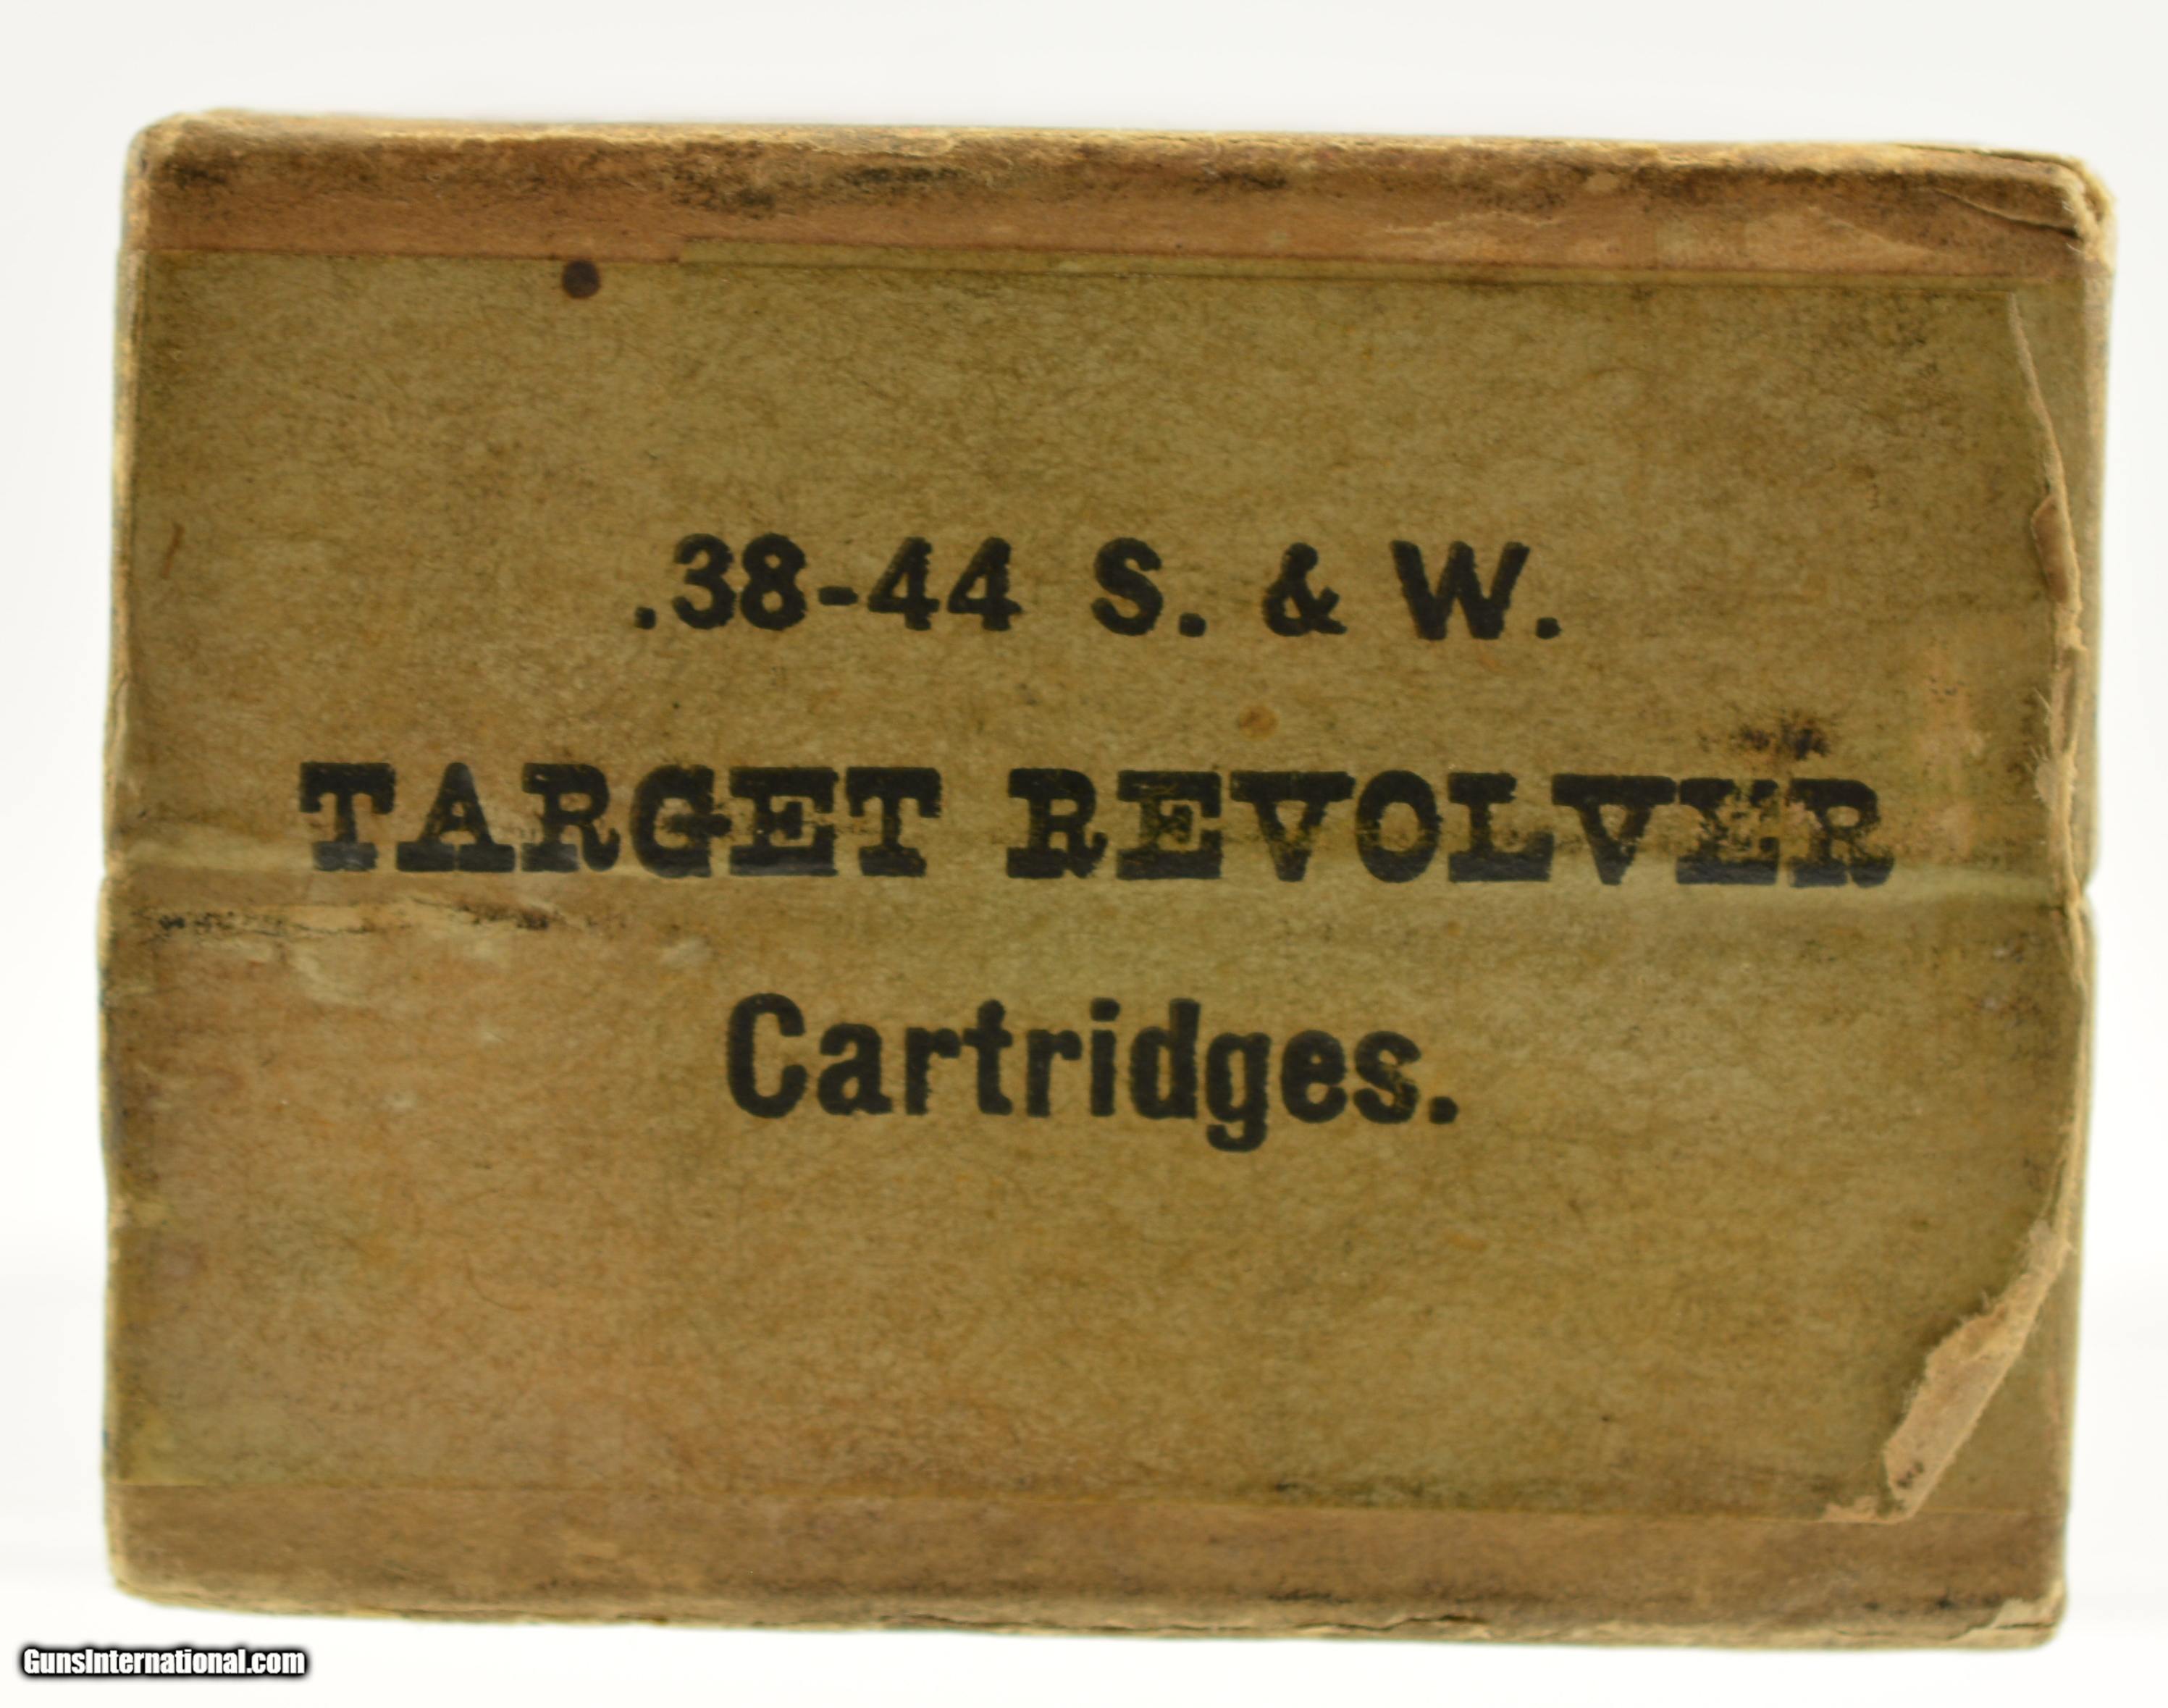 .38-44 S. & W.
TARGET REVOLVER
Cartridges.
GunsInternational.com